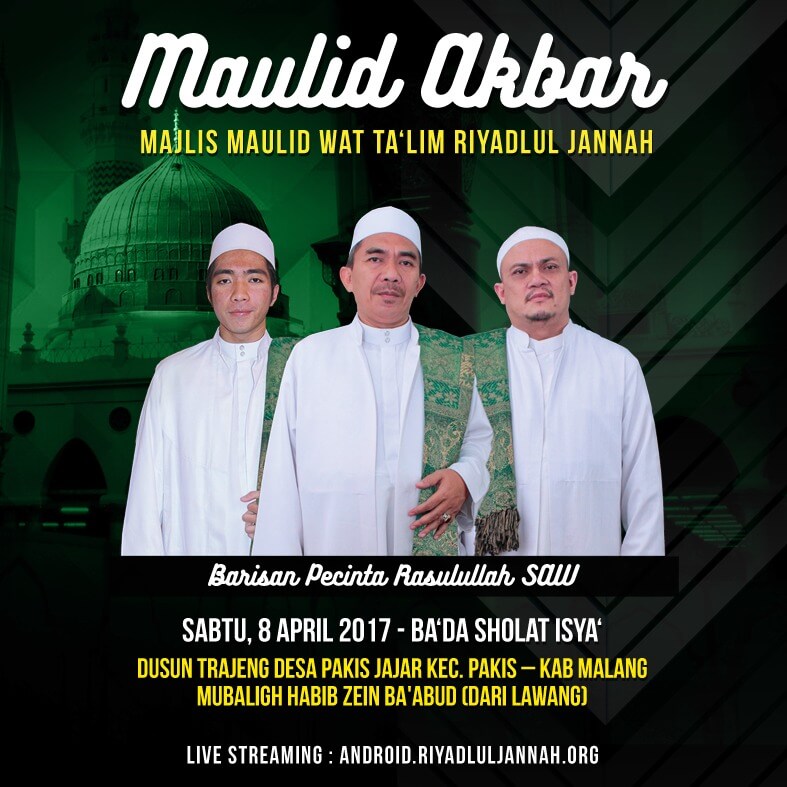 Maulid Akbar
MAJLIS MAULID WAT TA‘LIM RIYADLUL JANNAH
Barisan Pecinta Rasulullah SAW
SABTU, 8 APRIL 2017 - BA‘DA SHOLAT ISYA‘
DUSUN TRAJENG DESA PAKIS JAJAR KEC. PAKIS – KAB MALANG
MUBALIGH HABIB ZEIN BA'ABUD (DARI LAWANG)
LIVE STREAMING : ANDROID.RIYADLULJANNAH.ORG